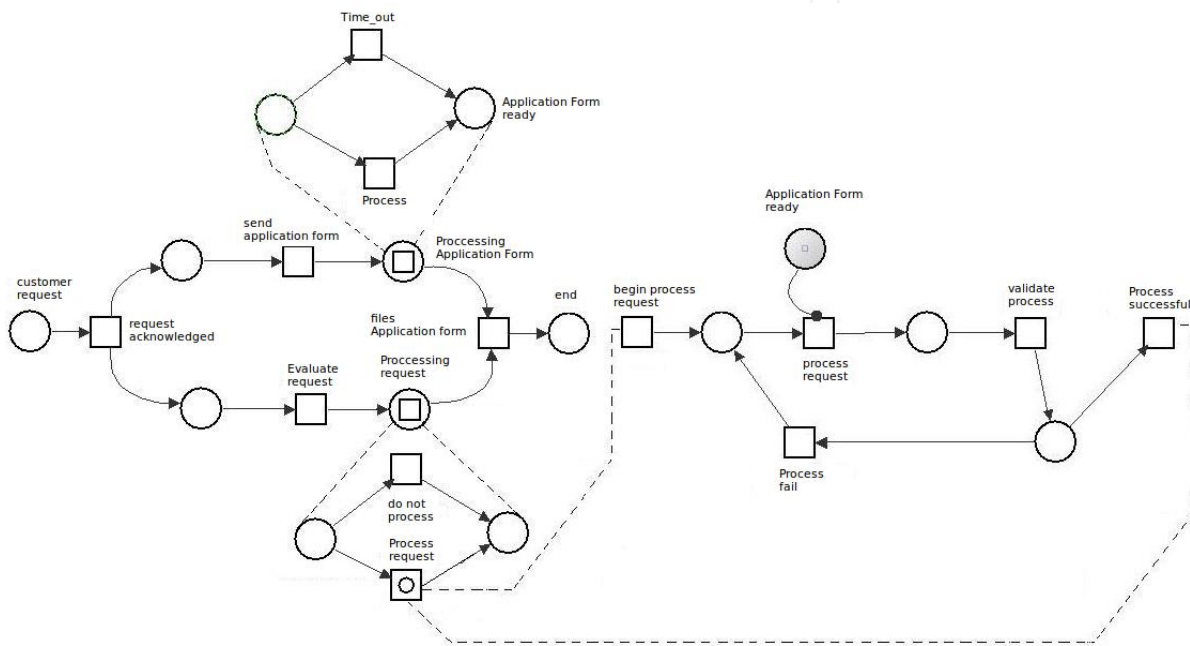 Time_out
Application Form
ready
Process
send
application form
Proccessing
Application Form
customer
request
request
acknowledged
files
Application form
end
Evaluate
request
Proccessing
request
do not
process
Process
request
Application Form
ready
begin process
request
process
request
validate
process
Process
successful
Process
fail